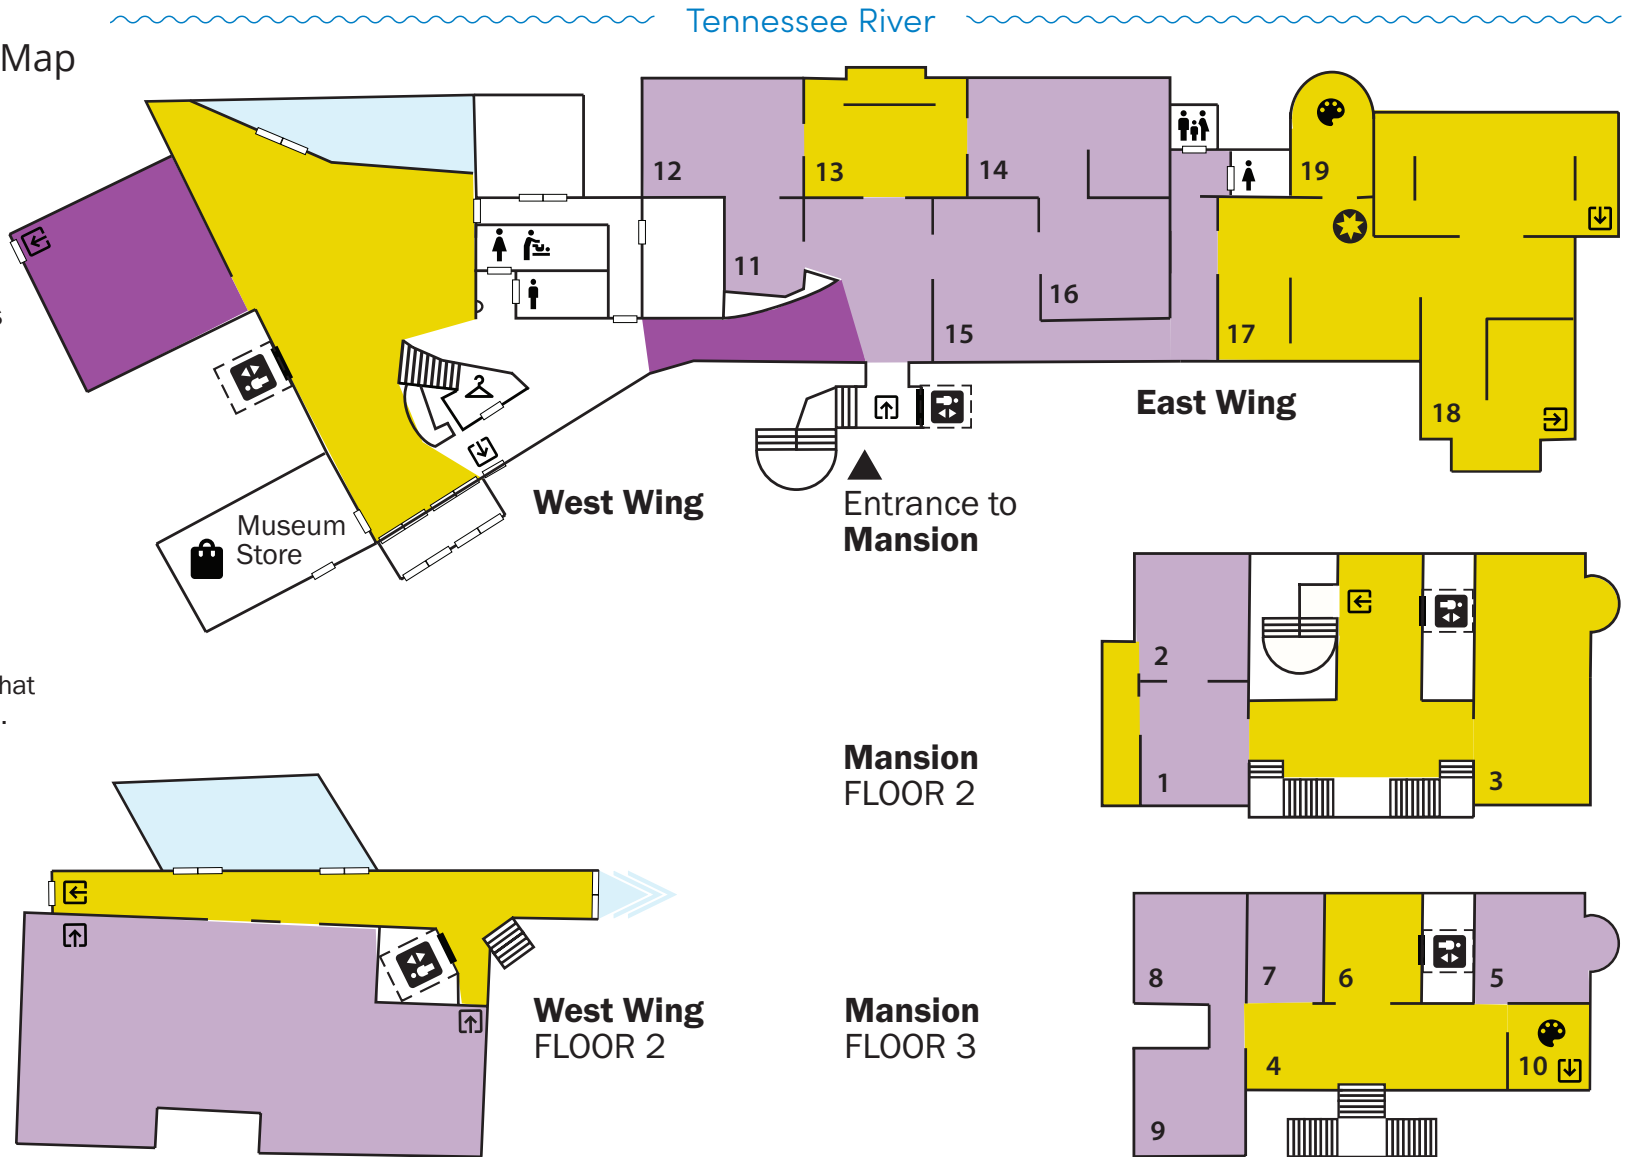 Tennessee River
Map
12
13
14
19
11
16
15
17
18
s
East Wing
West Wing
Entrance to
Mansion
Museum
Store
hat
.
2
1
3
Mansion
FLOOR 2
West Wing
FLOOR 2
Mansion
FLOOR 3
8
7
6
5
4
10
9